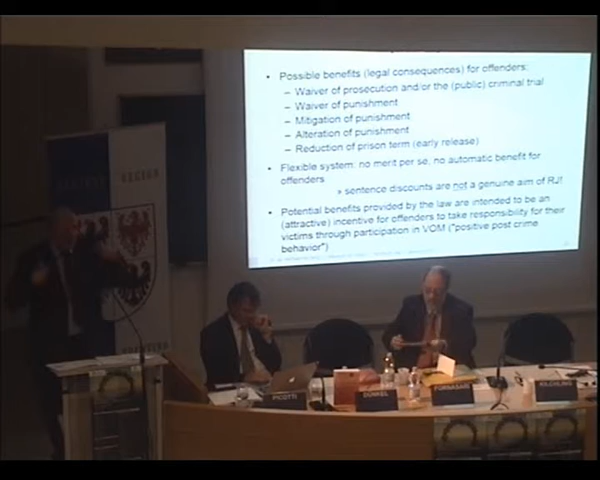 • Possible benefits (legal consequences) for offenders:
– Waiver of prosecution and/or the (public) criminal trial
– Waiver of punishment
– Mitigation of punishment
– Alteration of punishment
– Reduction of prison term (early release)
• Flexible system: no merit per se, no automatic benefit for
offenders
» sentence discounts are not a genuine aim of RJ!
• Potential benefits provided by the law are intended to be an
(attractive) incentive for offenders to take responsibility for their
victims through participation in VOM ("positive post crime
behavior")
PICOTTI
DÜNKEL
FORNASARI
KILCHLING